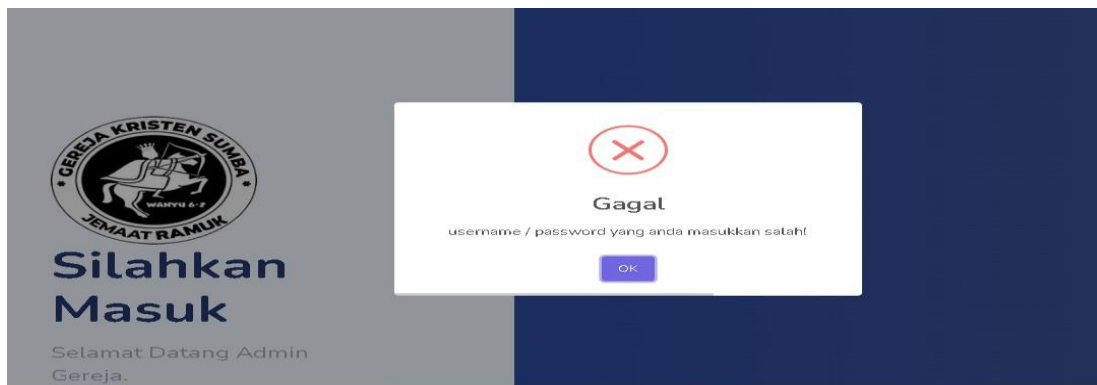 GEREJA KRISTEN SUMBA
WAHYU 6-2
JEMAAT RAMUK
Silahkan
Masuk
Selamat Datang Admin
Gereja.
Gagal
username / password yang anda masukkan salah!
OK